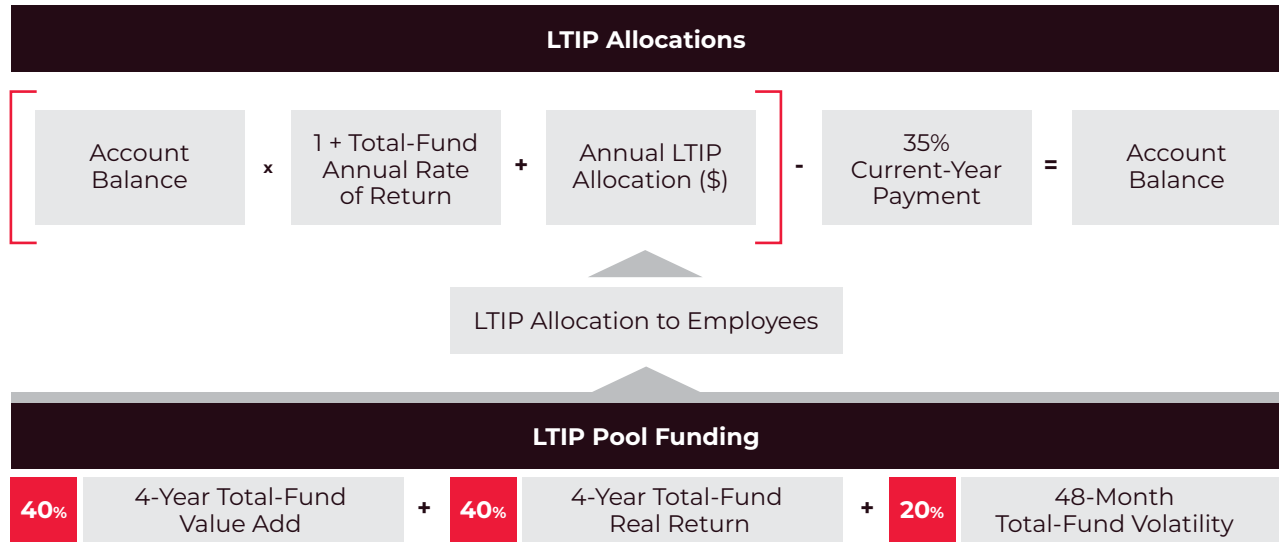 LTIP Allocations
Account
Balance
x
1 + Total-Fund
Annual Rate
of Return
+
Annual LTIP
Allocation ($)
-
35%
Current-Year
Payment
=
Account
Balance
LTIP Allocation to Employees
LTIP Pool Funding
40%
4-Year Total-Fund
Value Add
+
40%
4-Year Total-Fund
Real Return
+
20%
48-Month
Total-Fund Volatility